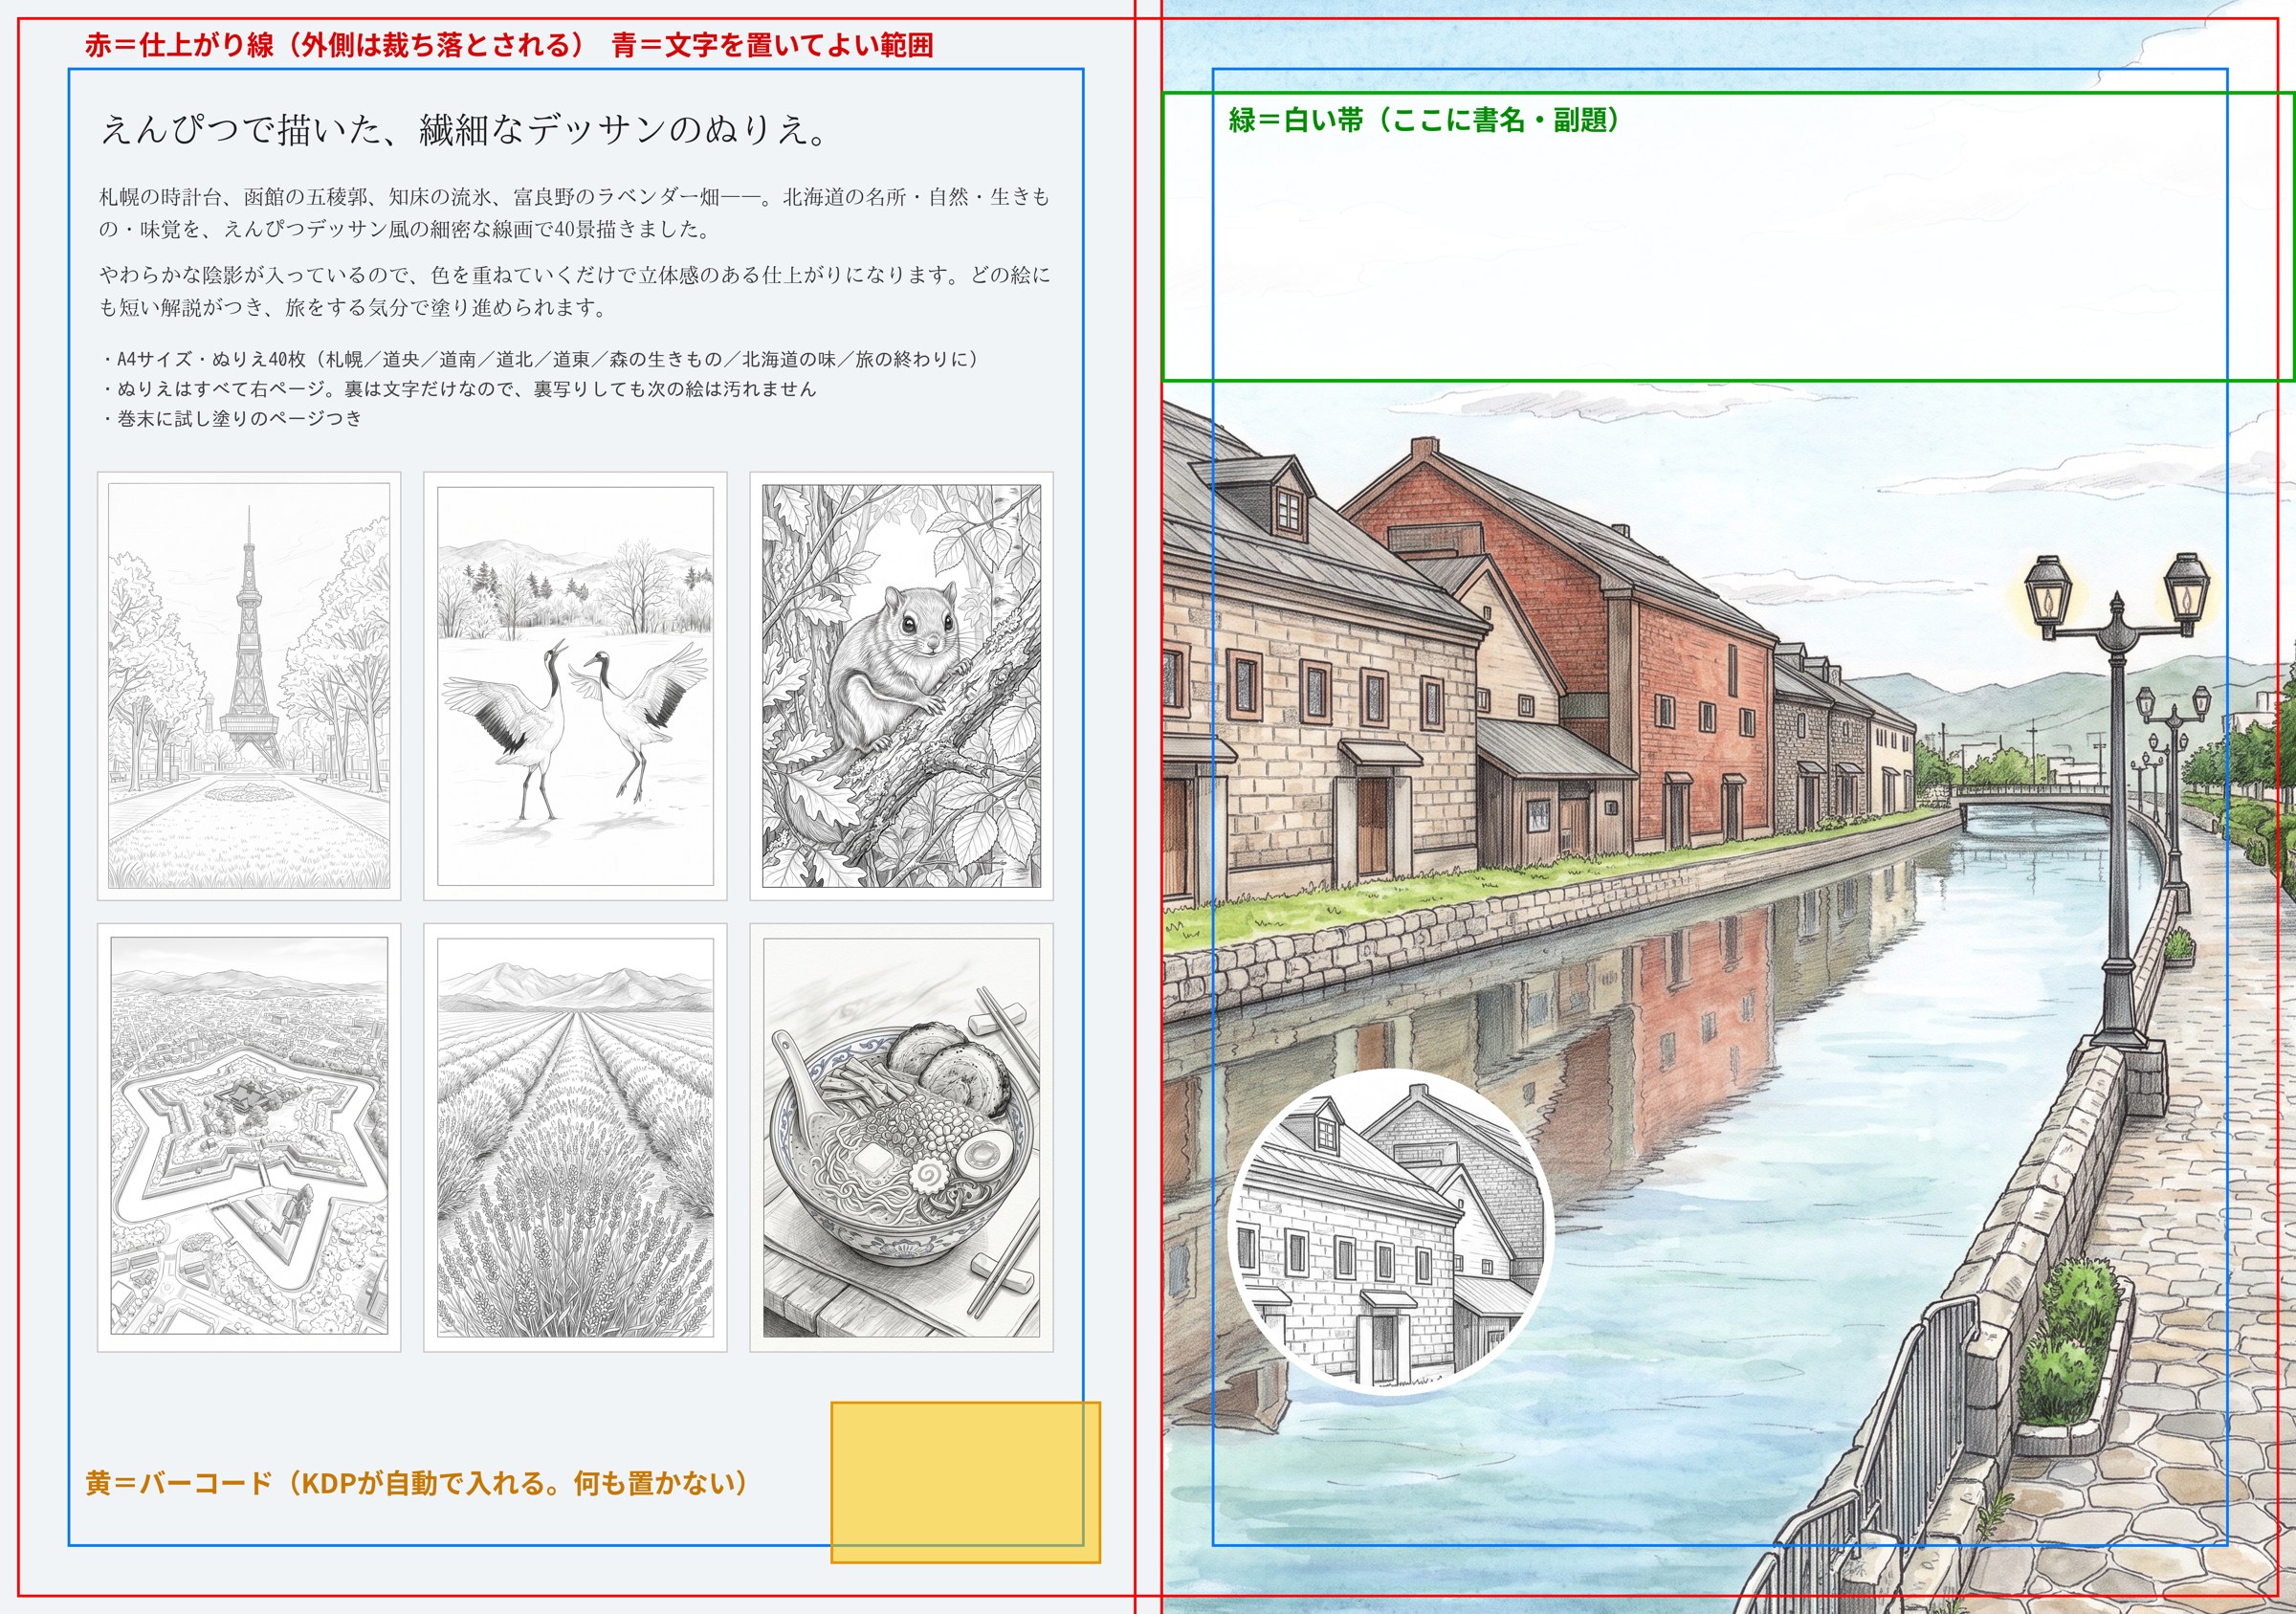 赤＝仕上がり線（外側は裁ち落とされる）　青＝文字を置いてよい範囲
えんぴつで描いた、繊細なデッサンのぬりえ。
札幌の時計台、函館の五稜郭、知床の流氷、富良野のラベンダー畑——。北海道の名所・自然・生きも
の・味覚を、えんぴつデッサン風の細密な線画で40景描きました。
やわらかな陰影が入っているので、色を重ねていくだけで立体感のある仕上がりになります。どの絵に
も短い解説がつき、旅をする気分で塗り進められます。
・A4サイズ・ぬりえ40枚（札幌／道央／道南／道北／道東／森の生きもの／北海道の味／旅の終わりに）
・ぬりえはすべて右ページ。裏は文字だけなので、裏写りしても次の絵は汚れません
・巻末に試し塗りのページつき
黄＝バーコード（KDPが自動で入れる。何も置かない）
緑＝白い帯（ここに書名・副題）